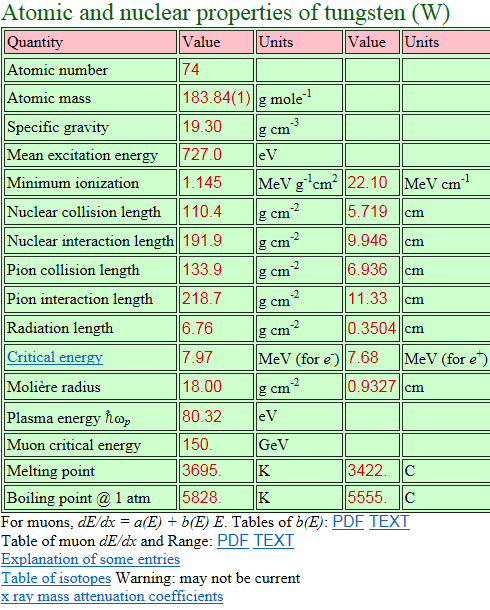 Atomic and nuclear properties of tungsten (W)
Quantity Value Units Value Units
Atomic number 74
Atomic mass 183.84(1) g mole⁻¹
Specific gravity 19.30 g cm⁻³
Mean excitation energy 727.0 eV
Minimum ionization 1.145 MeV g⁻¹cm² 22.10 MeV cm⁻¹
Nuclear collision length 110.4 g cm⁻² 5.719 cm
Nuclear interaction length 191.9 g cm⁻² 9.946 cm
Pion collision length 133.9 g cm⁻² 6.936 cm
Pion interaction length 218.7 g cm⁻² 11.33 cm
Radiation length 6.76 g cm⁻² 0.3504 cm
Critical energy 7.97 MeV (for e⁻) 7.68 MeV (for e⁺)
Molière radius 18.00 g cm⁻² 0.9327 cm
Plasma energy ℏωₚ 80.32 eV
Muon critical energy 150. GeV
Melting point 3695. K 3422. C
Boiling point @ 1 atm 5828. K 5555. C
For muons, dE/dx = a(E) + b(E) E. Tables of b(E): PDF TEXT
Table of muon dE/dx and Range: PDF TEXT
Explanation of some entries
Table of isotopes Warning: may not be current
x ray mass attenuation coefficients